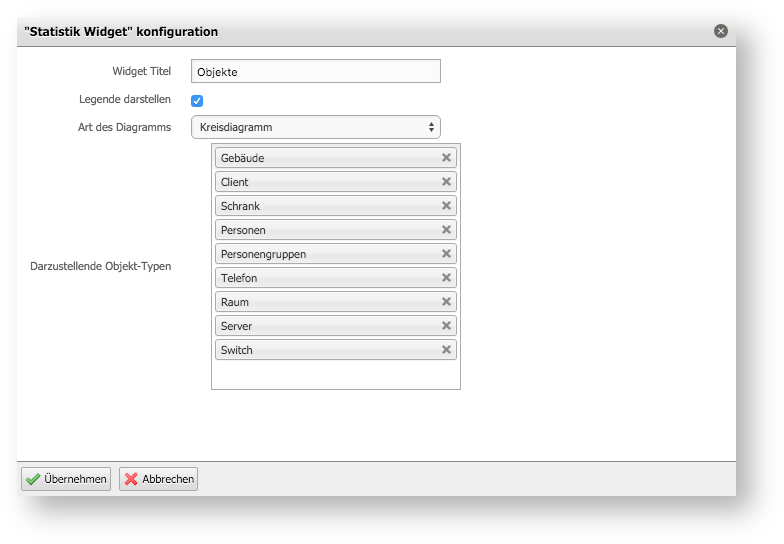 "Statistik Widget" konfiguration
Widget Titel
Objekte
Legende darstellen
Art des Diagramms
Kreisdiagramm
Darzustellende Objekt-Typen
Gebäude
Client
Schrank
Personen
Personengruppen
Telefon
Raum
Server
Switch
Übernehmen
Abbrechen